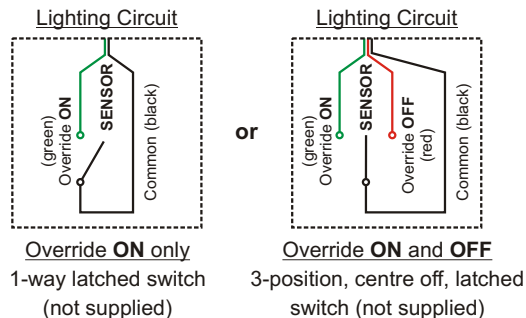 Lighting Circuit
(green)
Override ON
SENSOR
Common (black)
Override ON only
1-way latched switch
(not supplied)
or
Lighting Circuit
(green)
Override ON
SENSOR
Override OFF
(red)
Common (black)
Override ON and OFF
3-position, centre off, latched
switch (not supplied)